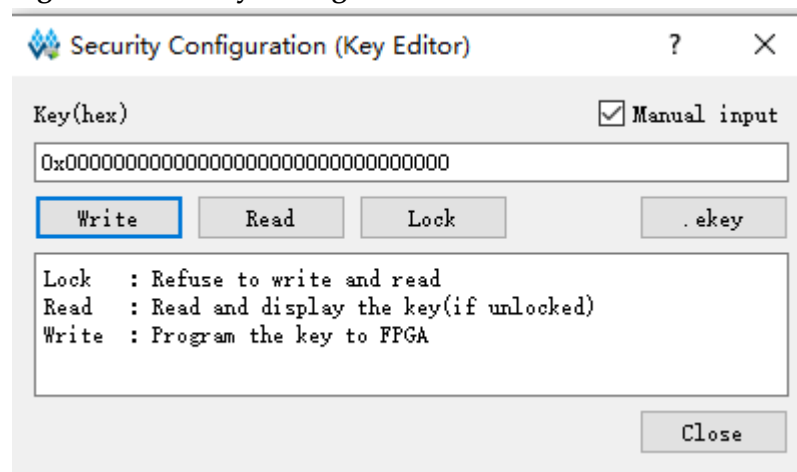 Security Configuration (Key Editor) ? ×
Key(hex) Manual input
0x00000000000000000000000000000000
Write Read Lock .ekey
Lock : Refuse to write and read
Read : Read and display the key(if unlocked)
Write : Program the key to FPGA
Close